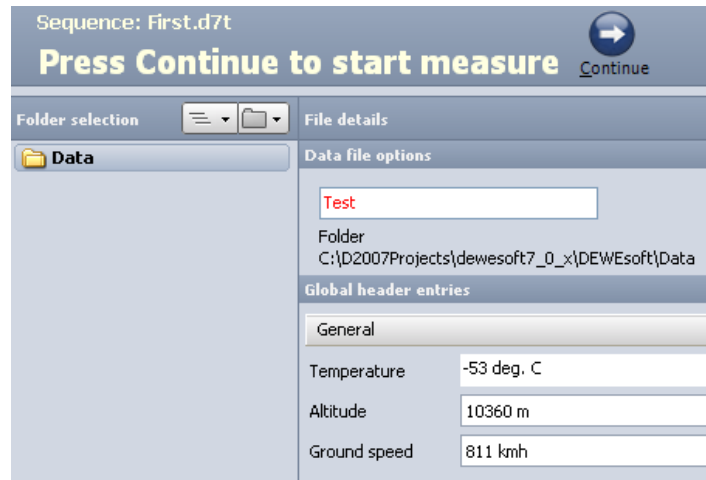 Sequence: First.d7t
Press Continue to start measure
Continue
Folder selection
File details
Data
Data file options
Test
Folder
C:\D2007Projects\dewesoft7_0_x\DEWEsoft\Data
Global header entries
General
Temperature -53 deg. C
Altitude 10360 m
Ground speed 811 kmh